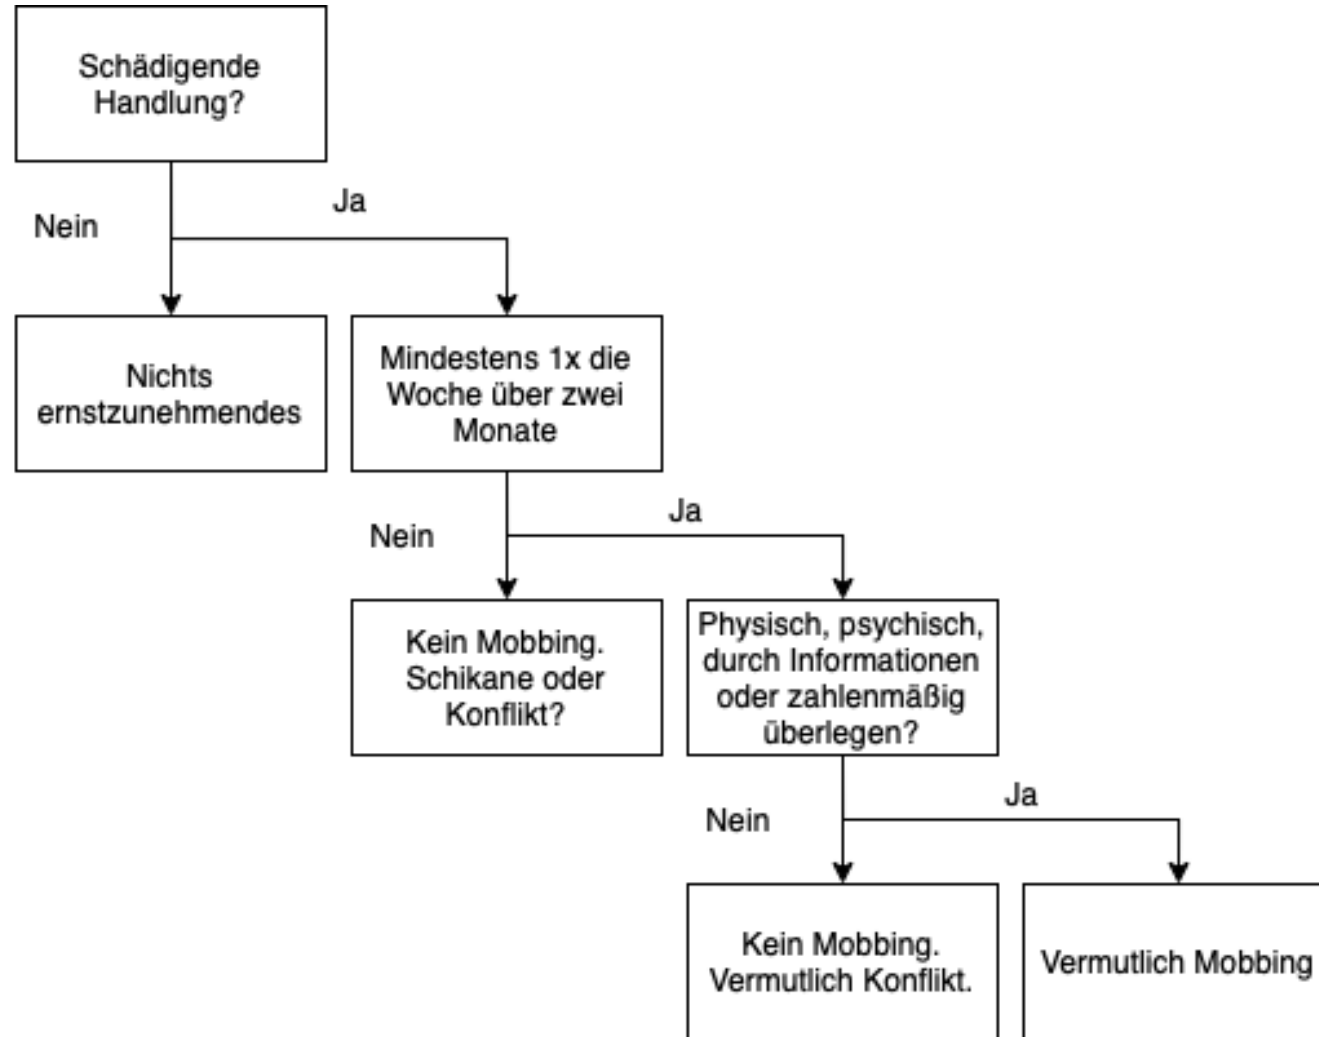 Schädigende
Handlung?
Nein
Ja
Nichts
ernstzunehmendes
Mindestens 1x die
Woche über zwei
Monate
Nein
Ja
Kein Mobbing.
Schikane oder
Konflikt?
Physisch, psychisch,
durch Informationen
oder zahlenmäßig
überlegen?
Nein
Ja
Kein Mobbing.
Vermutlich Konflikt.
Vermutlich Mobbing